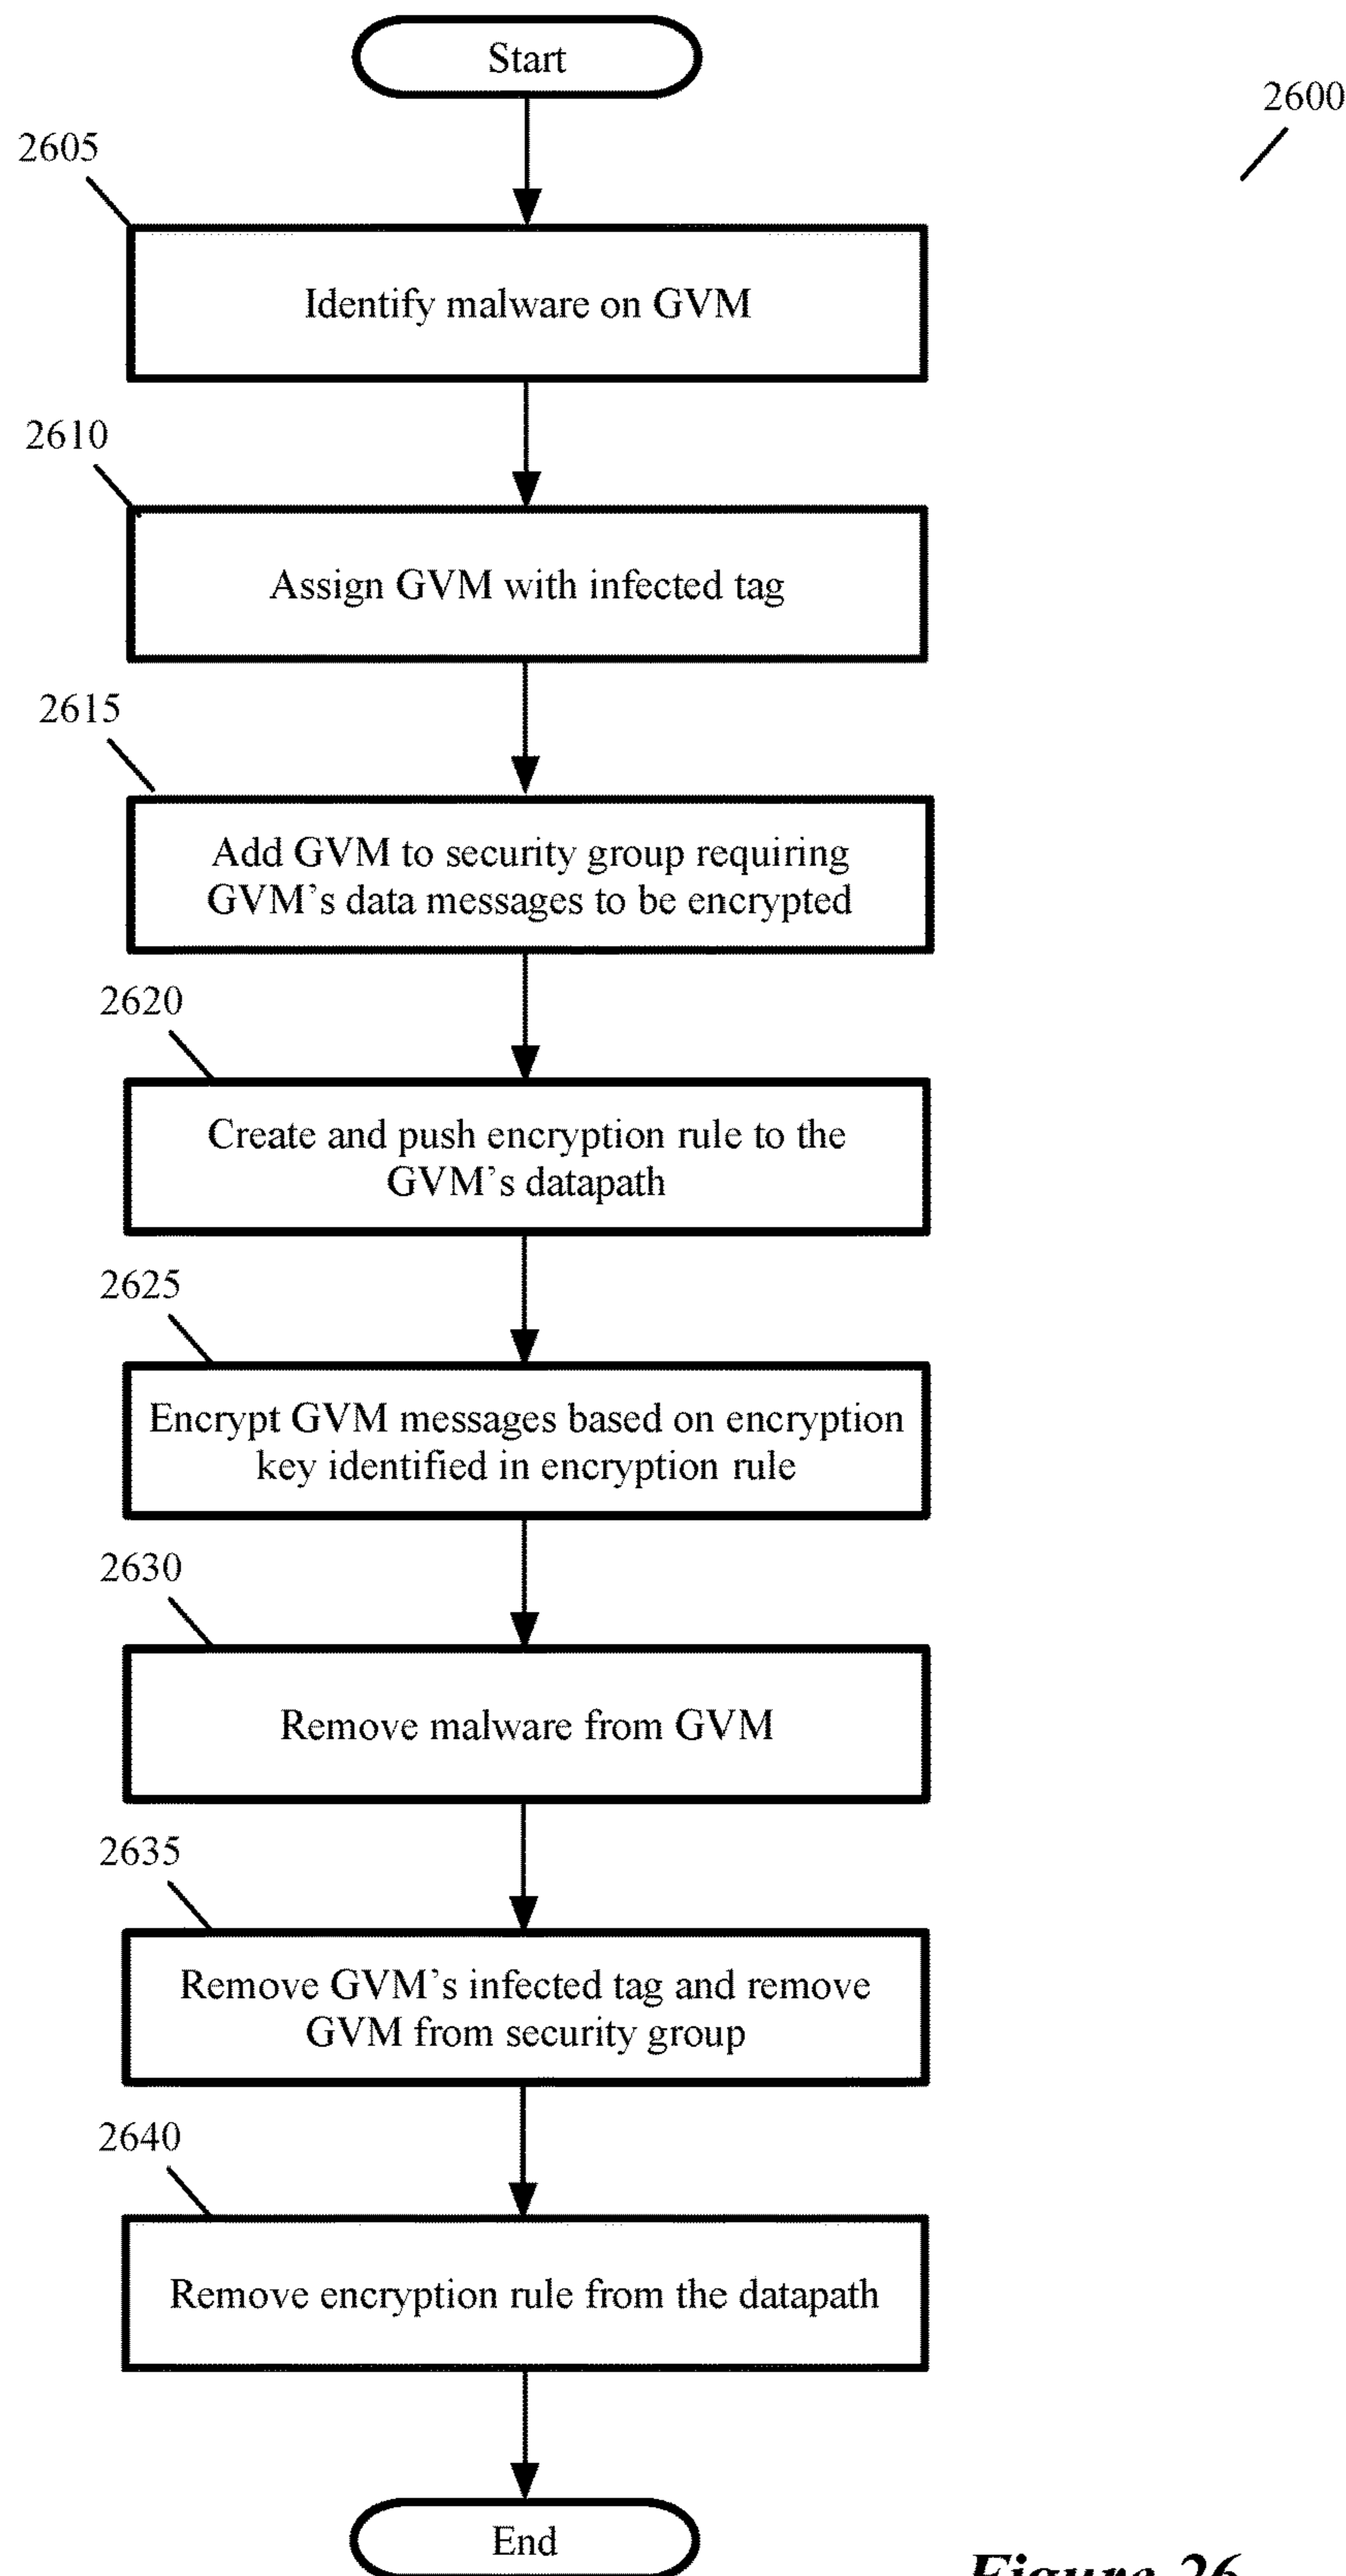 Start
2600
2605
Identify malware on GVM
2610
Assign GVM with infected tag
2615
Add GVM to security group requiring
GVM's data messages to be encrypted
2620
Create and push encryption rule to the
GVM's datapath
2625
Encrypt GVM messages based on encryption
key identified in encryption rule
2630
Remove malware from GVM
2635
Remove GVM's infected tag and remove
GVM from security group
2640
Remove encryption rule from the datapath
End
Figure 26